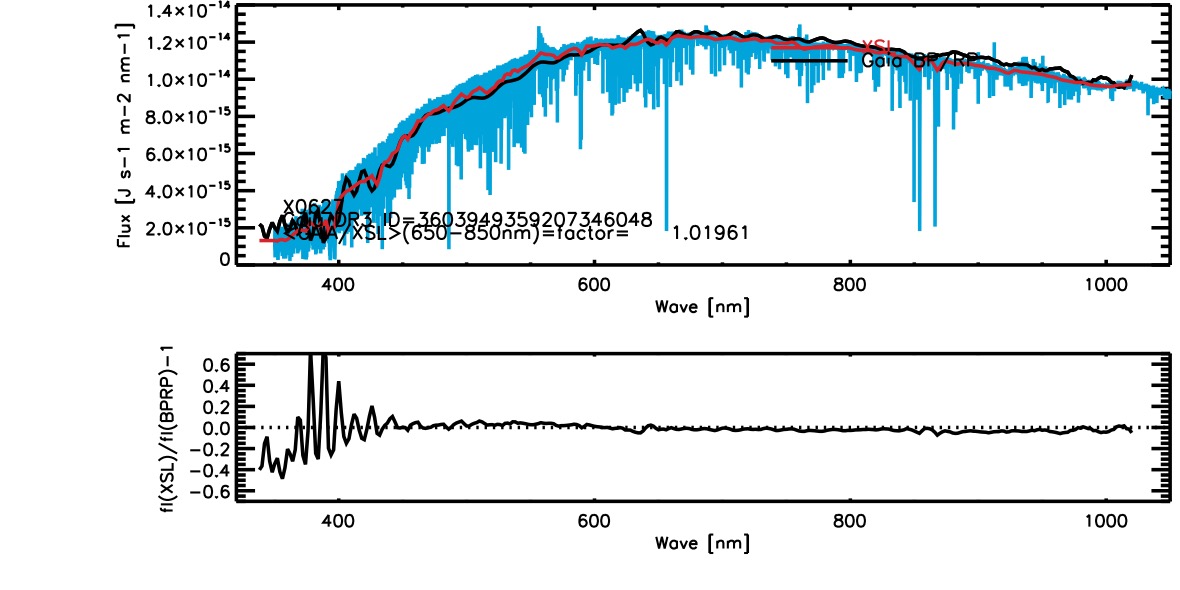 1.4×10⁻¹⁴
1.2×10⁻¹⁴
1.0×10⁻¹⁴
8.0×10⁻¹⁵
6.0×10⁻¹⁵
4.0×10⁻¹⁵
2.0×10⁻¹⁵
0
Flux [J s−1 m−2 nm−1]
XSL
Gaia BP/RP
X0627
Gaia DR3 ID=3603949359207346048
<GAIA/XSL>(650−850nm)=factor= 1.01961
400 600 800 1000
Wave [nm]
0.6
0.4
0.2
0.0
−0.2
−0.4
−0.6
fl(XSL)/fl(BPRP)−1
400 600 800 1000
Wave [nm]